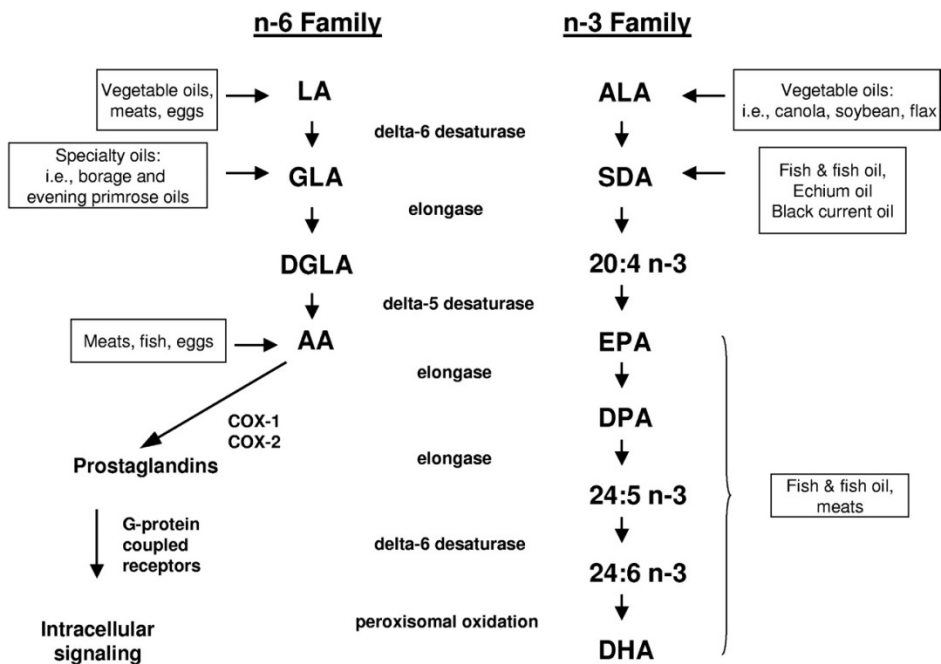 n-6 Family
n-3 Family
Vegetable oils,
meats, eggs
LA
ALA
Vegetable oils:
i.e., canola, soybean, flax
delta-6 desaturase
Specialty oils:
i.e., borage and
evening primrose oils
GLA
SDA
Fish & fish oil,
Echium oil
Black current oil
elongase
DGLA
20:4 n-3
delta-5 desaturase
Meats, fish, eggs
AA
EPA
elongase
COX-1
COX-2
DPA
Prostaglandins
elongase
24:5 n-3
Fish & fish oil,
meats
G-protein
coupled
receptors
delta-6 desaturase
24:6 n-3
peroxisomal oxidation
Intracellular
signaling
DHA